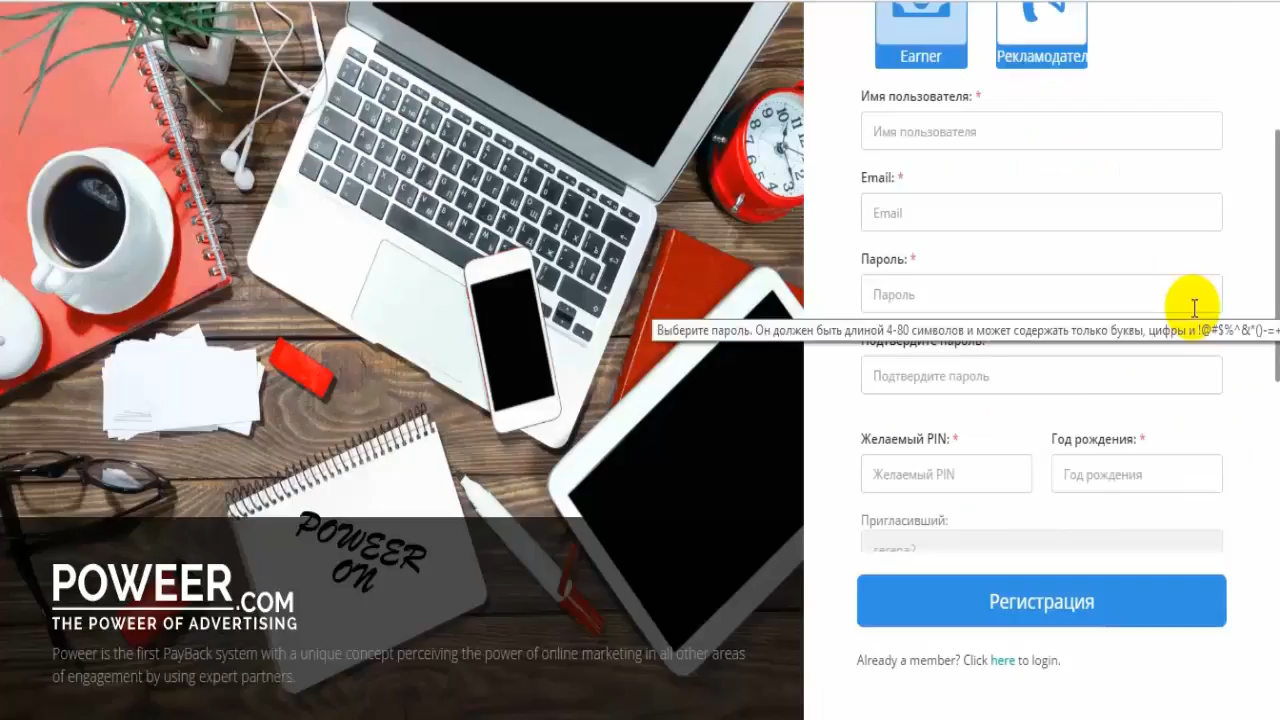 Earner
Рекламодател
Имя пользователя: *
Имя пользователя
Email: *
Email
Пароль: *
Пароль
Выберите пароль. Он должен быть длиной 4-80 символов и может содержать только буквы, цифры и !@#$%^&*()-=+
Подтвердите пароль:
Подтвердите пароль
Желаемый PIN: *
Год рождения: *
Желаемый PIN
Год рождения
Пригласивший:
Регистрация
Already a member? Click here to login.
POWEER
ON
POWEER.COM
THE POWEER OF ADVERTISING
Poweer is the first PayBack system with a unique concept perceiving the power of online marketing in all other areas
of engagement by using expert partners.